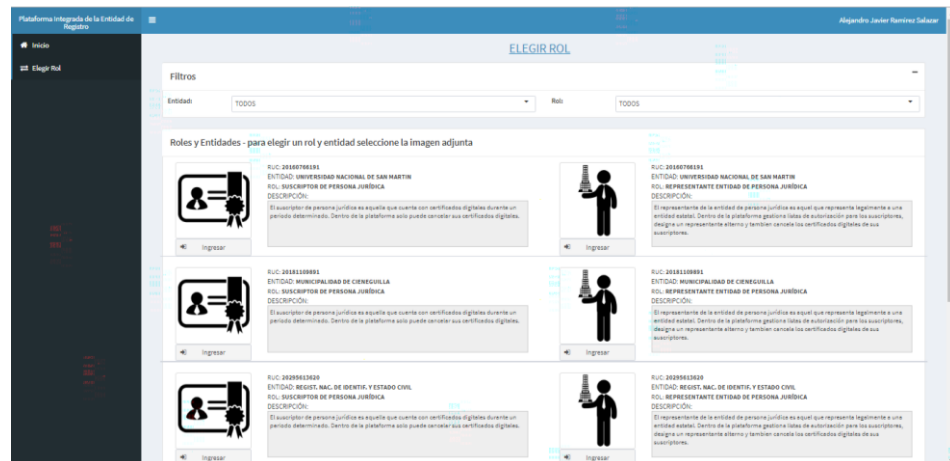 Plataforma Integrada de la Entidad de
Registro
Alejandro Javier Ramirez Salazar
Inicio
Elegir Rol
ELEGIR ROL
Filtros
Entidad:
TODOS
Rol:
TODOS
Roles y Entidades - para elegir un rol y entidad seleccione la imagen adjunta
RUC: 20160766191
ENTIDAD: UNIVERSIDAD NACIONAL DE SAN MARTIN
ROL: SUSCRIPTOR DE PERSONA JURÍDICA
DESCRIPCIÓN:
El suscriptor de persona jurídica es aquella que cuenta con certificados digitales durante un
periodo determinado. Dentro de la plataforma solo puede cancelar sus certificados digitales.
Ingresar
RUC: 20160766191
ENTIDAD: UNIVERSIDAD NACIONAL DE SAN MARTIN
ROL: REPRESENTANTE ENTIDAD DE PERSONA JURÍDICA
DESCRIPCIÓN:
El representante de la entidad de persona jurídica es aquel que representa legalmente a una
entidad estatal. Dentro de la plataforma gestiona listas de autorización para los suscriptores,
designa un representante alterno y tambien cancela los certificados digitales de sus
suscriptores.
Ingresar
RUC: 20181108891
ENTIDAD: MUNICIPALIDAD DE CIENEGUILLA
ROL: SUSCRIPTOR DE PERSONA JURÍDICA
DESCRIPCIÓN:
El suscriptor de persona jurídica es aquella que cuenta con certificados digitales durante un
periodo determinado. Dentro de la plataforma solo puede cancelar sus certificados digitales.
Ingresar
RUC: 20181108891
ENTIDAD: MUNICIPALIDAD DE CIENEGUILLA
ROL: REPRESENTANTE ENTIDAD DE PERSONA JURÍDICA
DESCRIPCIÓN:
El representante de la entidad de persona jurídica es aquel que representa legalmente a una
entidad estatal. Dentro de la plataforma gestiona listas de autorización para los suscriptores,
designa un representante alterno y tambien cancela los certificados digitales de sus
suscriptores.
Ingresar
RUC: 20295613620
ENTIDAD: REGIST. NAC. DE IDENTIF. Y ESTADO CIVIL
ROL: SUSCRIPTOR DE PERSONA JURÍDICA
DESCRIPCIÓN:
El suscriptor de persona jurídica es aquella que cuenta con certificados digitales durante un
periodo determinado. Dentro de la plataforma solo puede cancelar sus certificados digitales.
Ingresar
RUC: 20295613620
ENTIDAD: REGIST. NAC. DE IDENTIF. Y ESTADO CIVIL
ROL: REPRESENTANTE ENTIDAD DE PERSONA JURÍDICA
DESCRIPCIÓN:
El representante de la entidad de persona jurídica es aquel que representa legalmente a una
entidad estatal. Dentro de la plataforma gestiona listas de autorización para los suscriptores,
designa un representante alterno y tambien cancela los certificados digitales de sus
suscriptores.
Ingresar